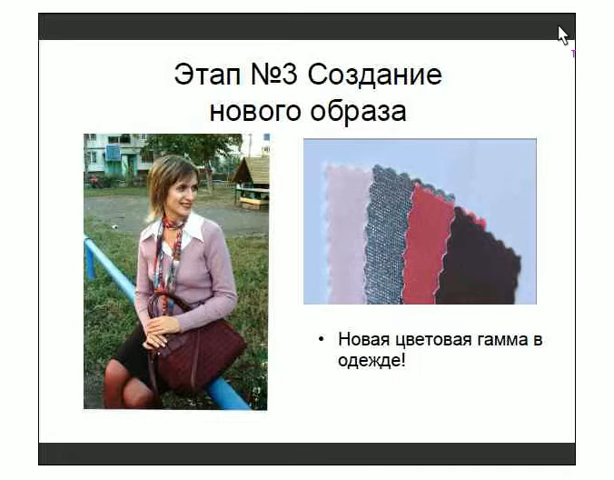 Этап №3 Создание
нового образа
• Новая цветовая гамма в
одежде!